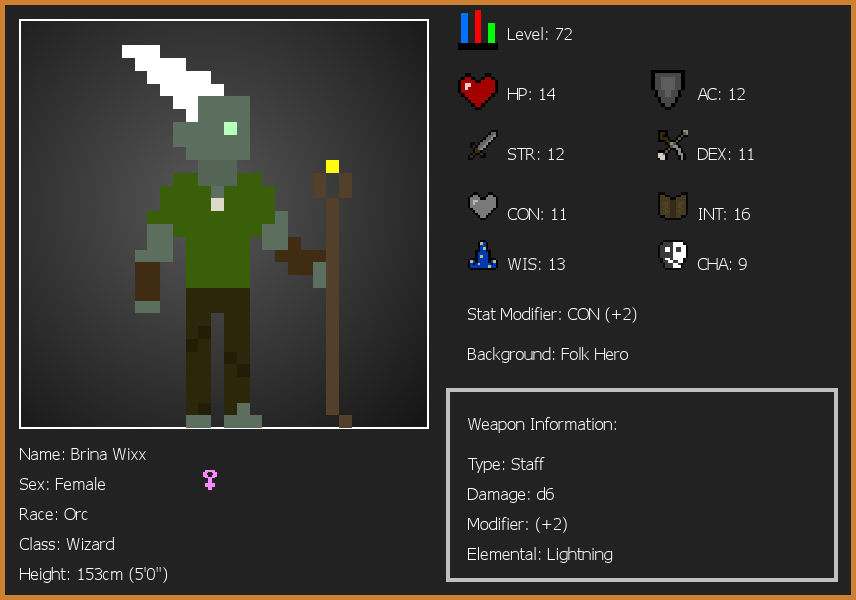 Level: 72
HP: 14
AC: 12
STR: 12
DEX: 11
CON: 11
INT: 16
WIS: 13
CHA: 9
Stat Modifier: CON (+2)
Background: Folk Hero
Weapon Information:
Type: Staff
Damage: d6
Modifier: (+2)
Elemental: Lightning
Name: Brina Wixx
Sex: Female
Race: Orc
Class: Wizard
Height: 153cm (5'0")